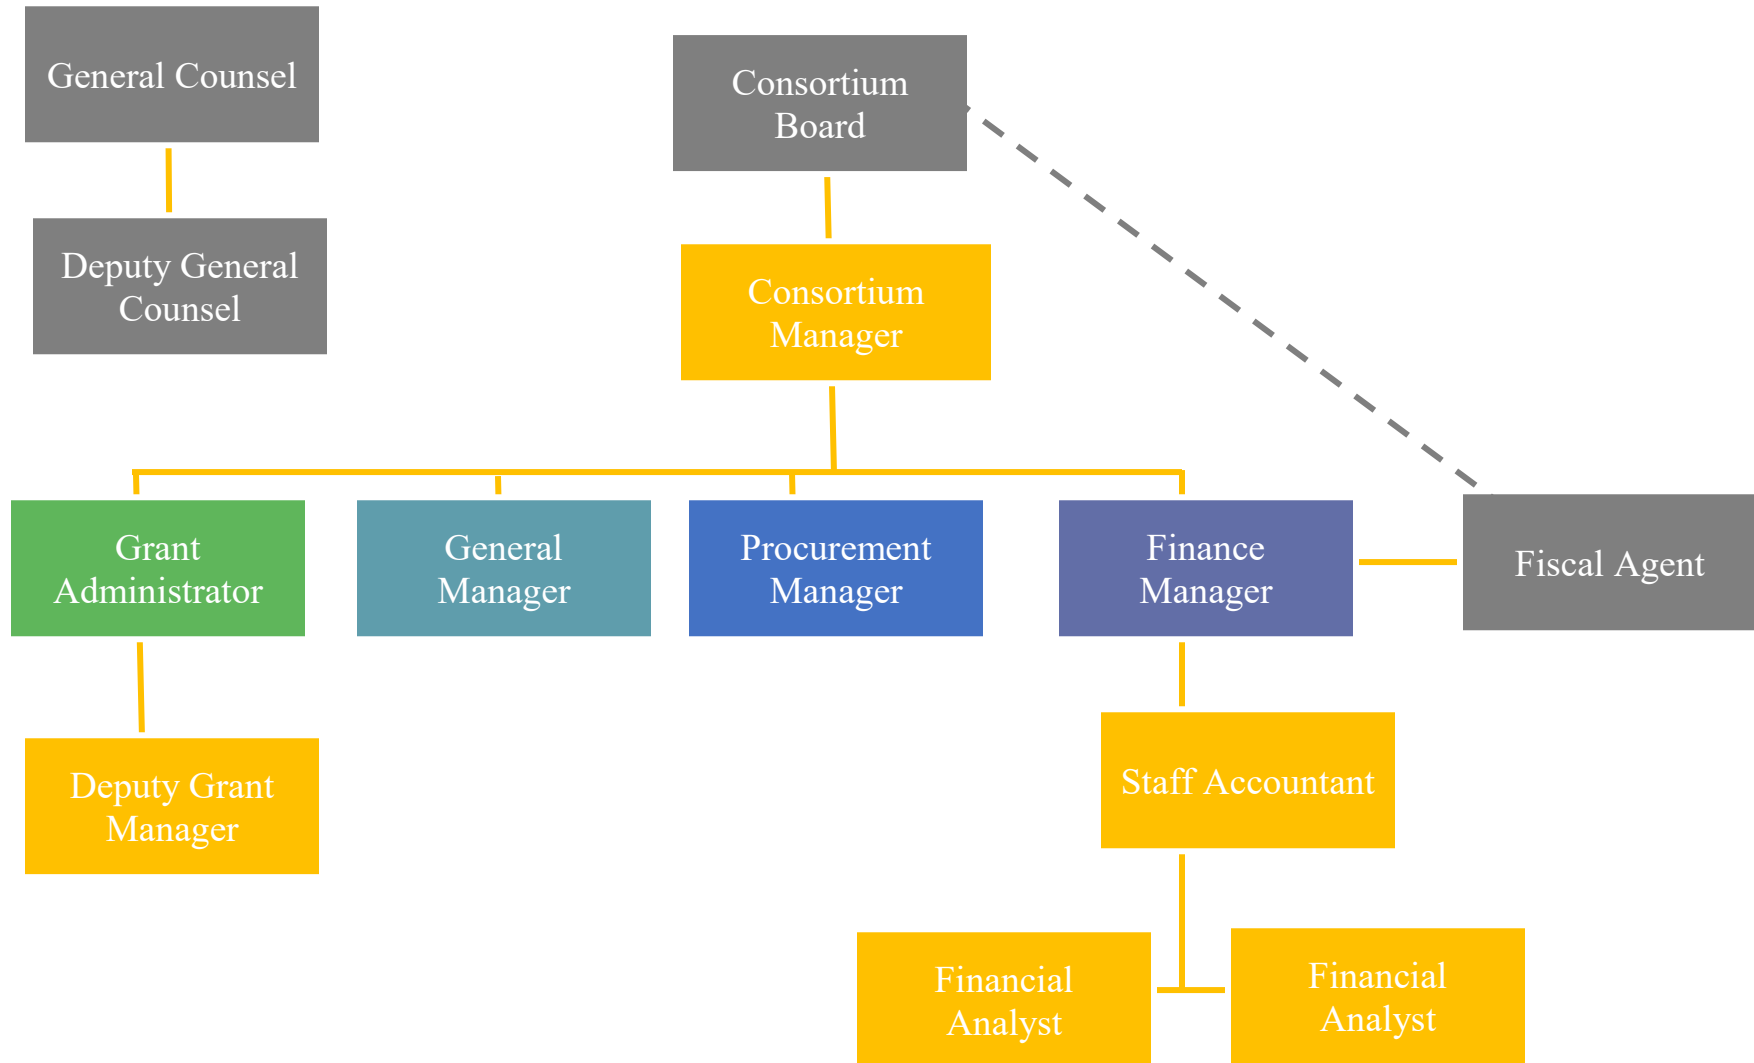 General Counsel
Consortium
Board
Deputy General
Counsel
Consortium
Manager
Grant
Administrator
General
Manager
Procurement
Manager
Finance
Manager
Fiscal Agent
Deputy Grant
Manager
Staff Accountant
Financial
Analyst
Financial
Analyst